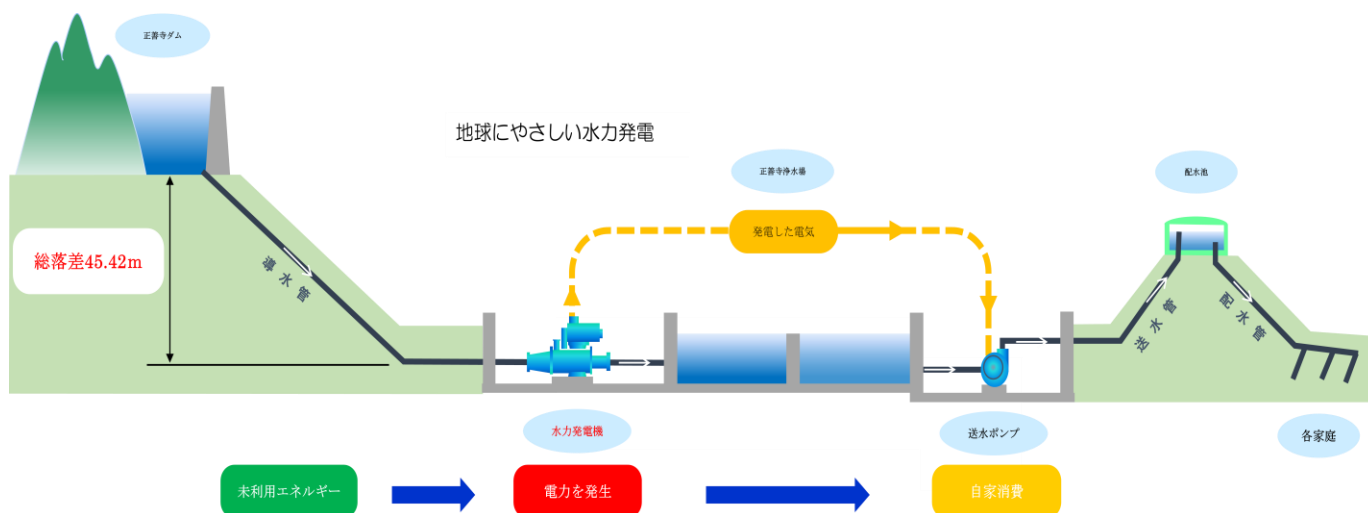 正善寺ダム
地球にやさしい水力発電
正善寺浄水場
配水池
発電した電気
総落差45.42m
導水管
送水管
配水管
水力発電機
送水ポンプ
各家庭
未利用エネルギー
電力を発生
自家消費